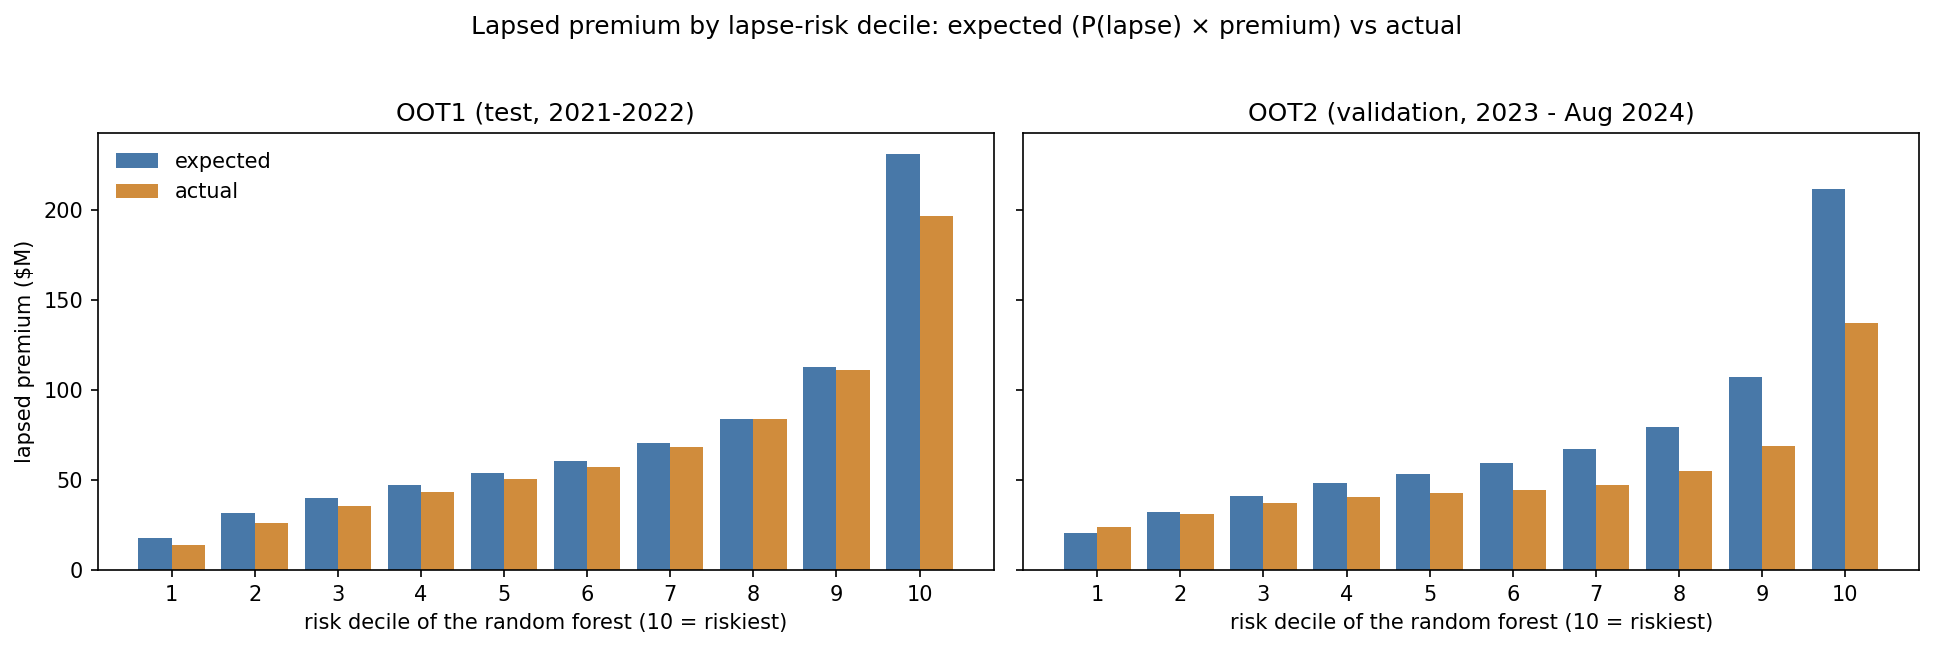 Lapsed premium by lapse-risk decile: expected (P(lapse) × premium) vs actual
OOT1 (test, 2021-2022)
expected
actual
lapsed premium ($M)
200
150
100
50
0
1 2 3 4 5 6 7 8 9 10
risk decile of the random forest (10 = riskiest)
OOT2 (validation, 2023 - Aug 2024)
1 2 3 4 5 6 7 8 9 10
risk decile of the random forest (10 = riskiest)